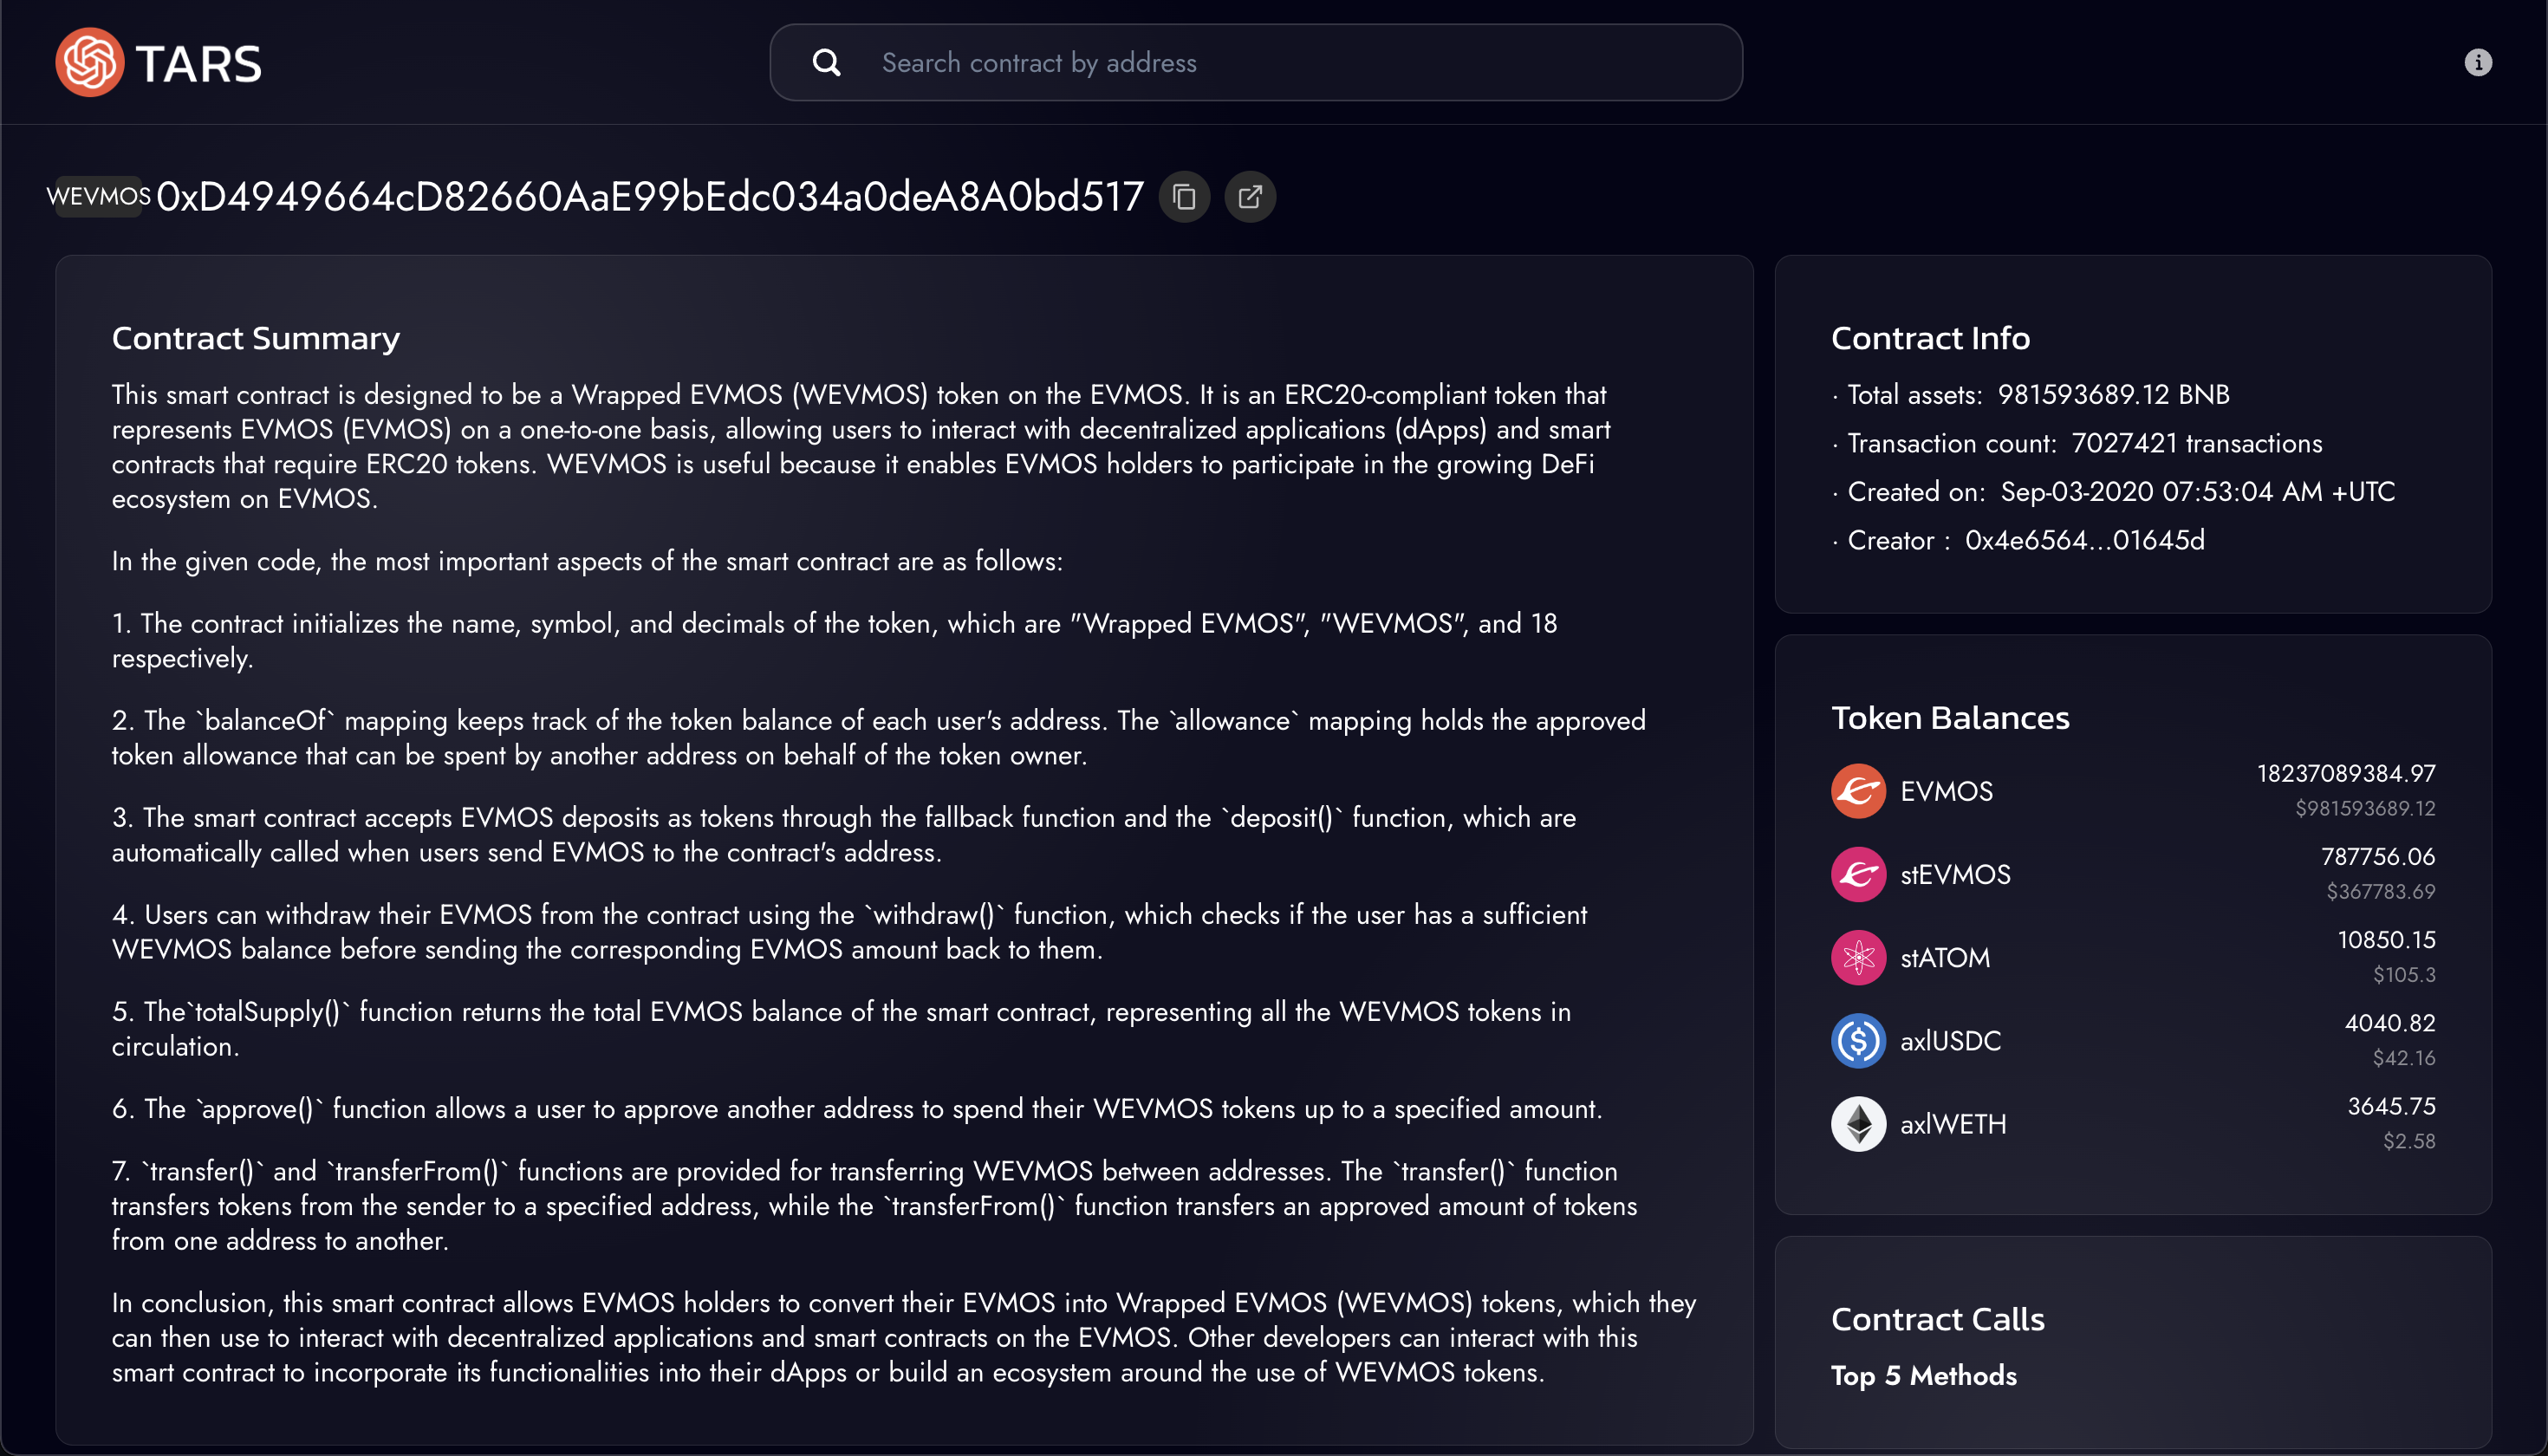 TARS
Search contract by address
WEVMOS 0xD4949664cD82660AaE99bEdc034a0deA8A0bd517
Contract Summary
This smart contract is designed to be a Wrapped EVMOS (WEVMOS) token on the EVMOS. It is an ERC20-compliant token that
represents EVMOS (EVMOS) on a one-to-one basis, allowing users to interact with decentralized applications (dApps) and smart
contracts that require ERC20 tokens. WEVMOS is useful because it enables EVMOS holders to participate in the growing DeFi
ecosystem on EVMOS.
In the given code, the most important aspects of the smart contract are as follows:
1. The contract initializes the name, symbol, and decimals of the token, which are "Wrapped EVMOS", "WEVMOS", and 18
respectively.
2. The `balanceOf` mapping keeps track of the token balance of each user's address. The `allowance` mapping holds the approved
token allowance that can be spent by another address on behalf of the token owner.
3. The smart contract accepts EVMOS deposits as tokens through the fallback function and the `deposit()` function, which are
automatically called when users send EVMOS to the contract's address.
4. Users can withdraw their EVMOS from the contract using the `withdraw()` function, which checks if the user has a sufficient
WEVMOS balance before sending the corresponding EVMOS amount back to them.
5. The`totalSupply()` function returns the total EVMOS balance of the smart contract, representing all the WEVMOS tokens in
circulation.
6. The `approve()` function allows a user to approve another address to spend their WEVMOS tokens up to a specified amount.
7. `transfer()` and `transferFrom()` functions are provided for transferring WEVMOS between addresses. The `transfer()` function
transfers tokens from the sender to a specified address, while the `transferFrom()` function transfers an approved amount of tokens
from one address to another.
In conclusion, this smart contract allows EVMOS holders to convert their EVMOS into Wrapped EVMOS (WEVMOS) tokens, which they
can then use to interact with decentralized applications and smart contracts on the EVMOS. Other developers can interact with this
smart contract to incorporate its functionalities into their dApps or build an ecosystem around the use of WEVMOS tokens.
Contract Info
· Total assets: 981593689.12 BNB
· Transaction count: 7027421 transactions
· Created on: Sep-03-2020 07:53:04 AM +UTC
· Creator : 0x4e6564...01645d
Token Balances
EVMOS 18237089384.97
$981593689.12
stEVMOS 787756.06
$367783.69
stATOM 10850.15
$105.3
axlUSDC 4040.82
$42.16
axlWETH 3645.75
$2.58
Contract Calls
Top 5 Methods